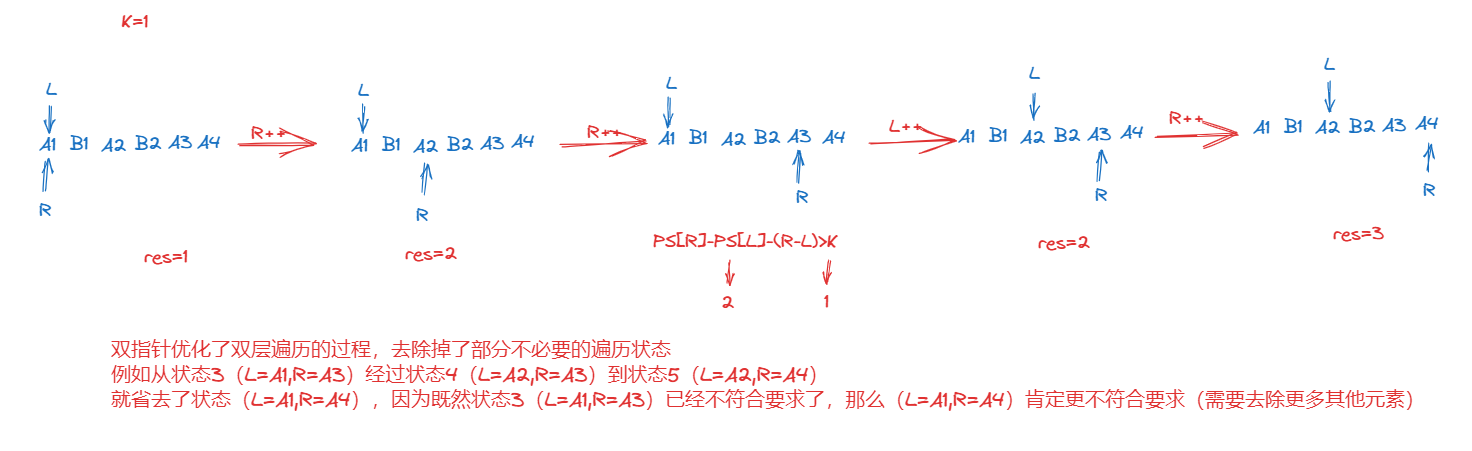 K=1
L L L L L
A1 B1 A2 B2 A3 A4 R++ A1 B1 A2 B2 A3 A4 R++ A1 B1 A2 B2 A3 A4 L++ A1 B1 A2 B2 A3 A4 R++ A1 B1 A2 B2 A3 A4
R R R R R
res=1 res=2 PS[R]-PS[L]-(R-L)>K res=2 res=3
2 1
双指针优化了双层遍历的过程，去除掉了部分不必要的遍历状态
例如从状态3（L=A1,R=A3）经过状态4（L=A2,R=A3）到状态5（L=A2,R=A4）
就省去了状态（L=A1,R=A4），因为既然状态3（L=A1,R=A3）已经不符合要求了，那么（L=A1,R=A4）肯定更不符合要求（需要去除更多其他元素）